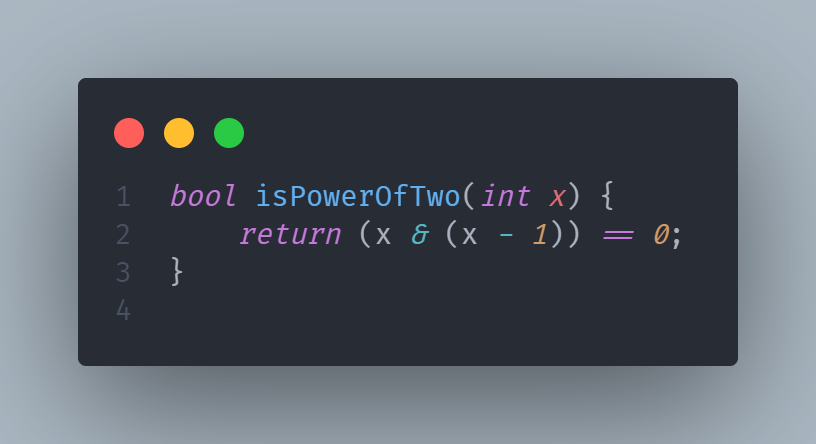 1 bool isPowerOfTwo(int x) {
2     return (x & (x - 1)) == 0;
3 }
4